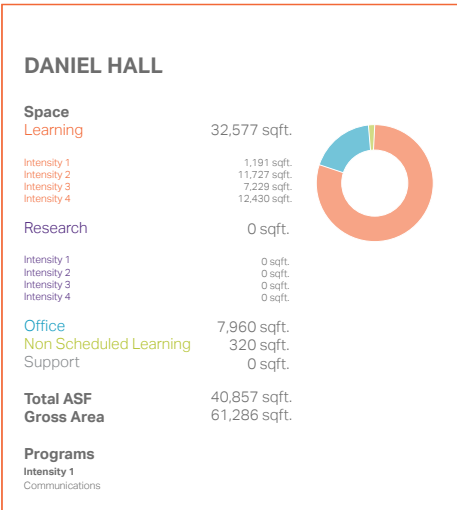 DANIEL HALL
Space
Learning 32,577 sqft.
Intensity 1 1,191 sqft.
Intensity 2 11,727 sqft.
Intensity 3 7,229 sqft.
Intensity 4 12,430 sqft.
Research 0 sqft.
Intensity 1 0 sqft.
Intensity 2 0 sqft.
Intensity 3 0 sqft.
Intensity 4 0 sqft.
Office 7,960 sqft.
Non Scheduled Learning 320 sqft.
Support 0 sqft.
Total ASF 40,857 sqft.
Gross Area 61,286 sqft.
Programs
Intensity 1
Communications